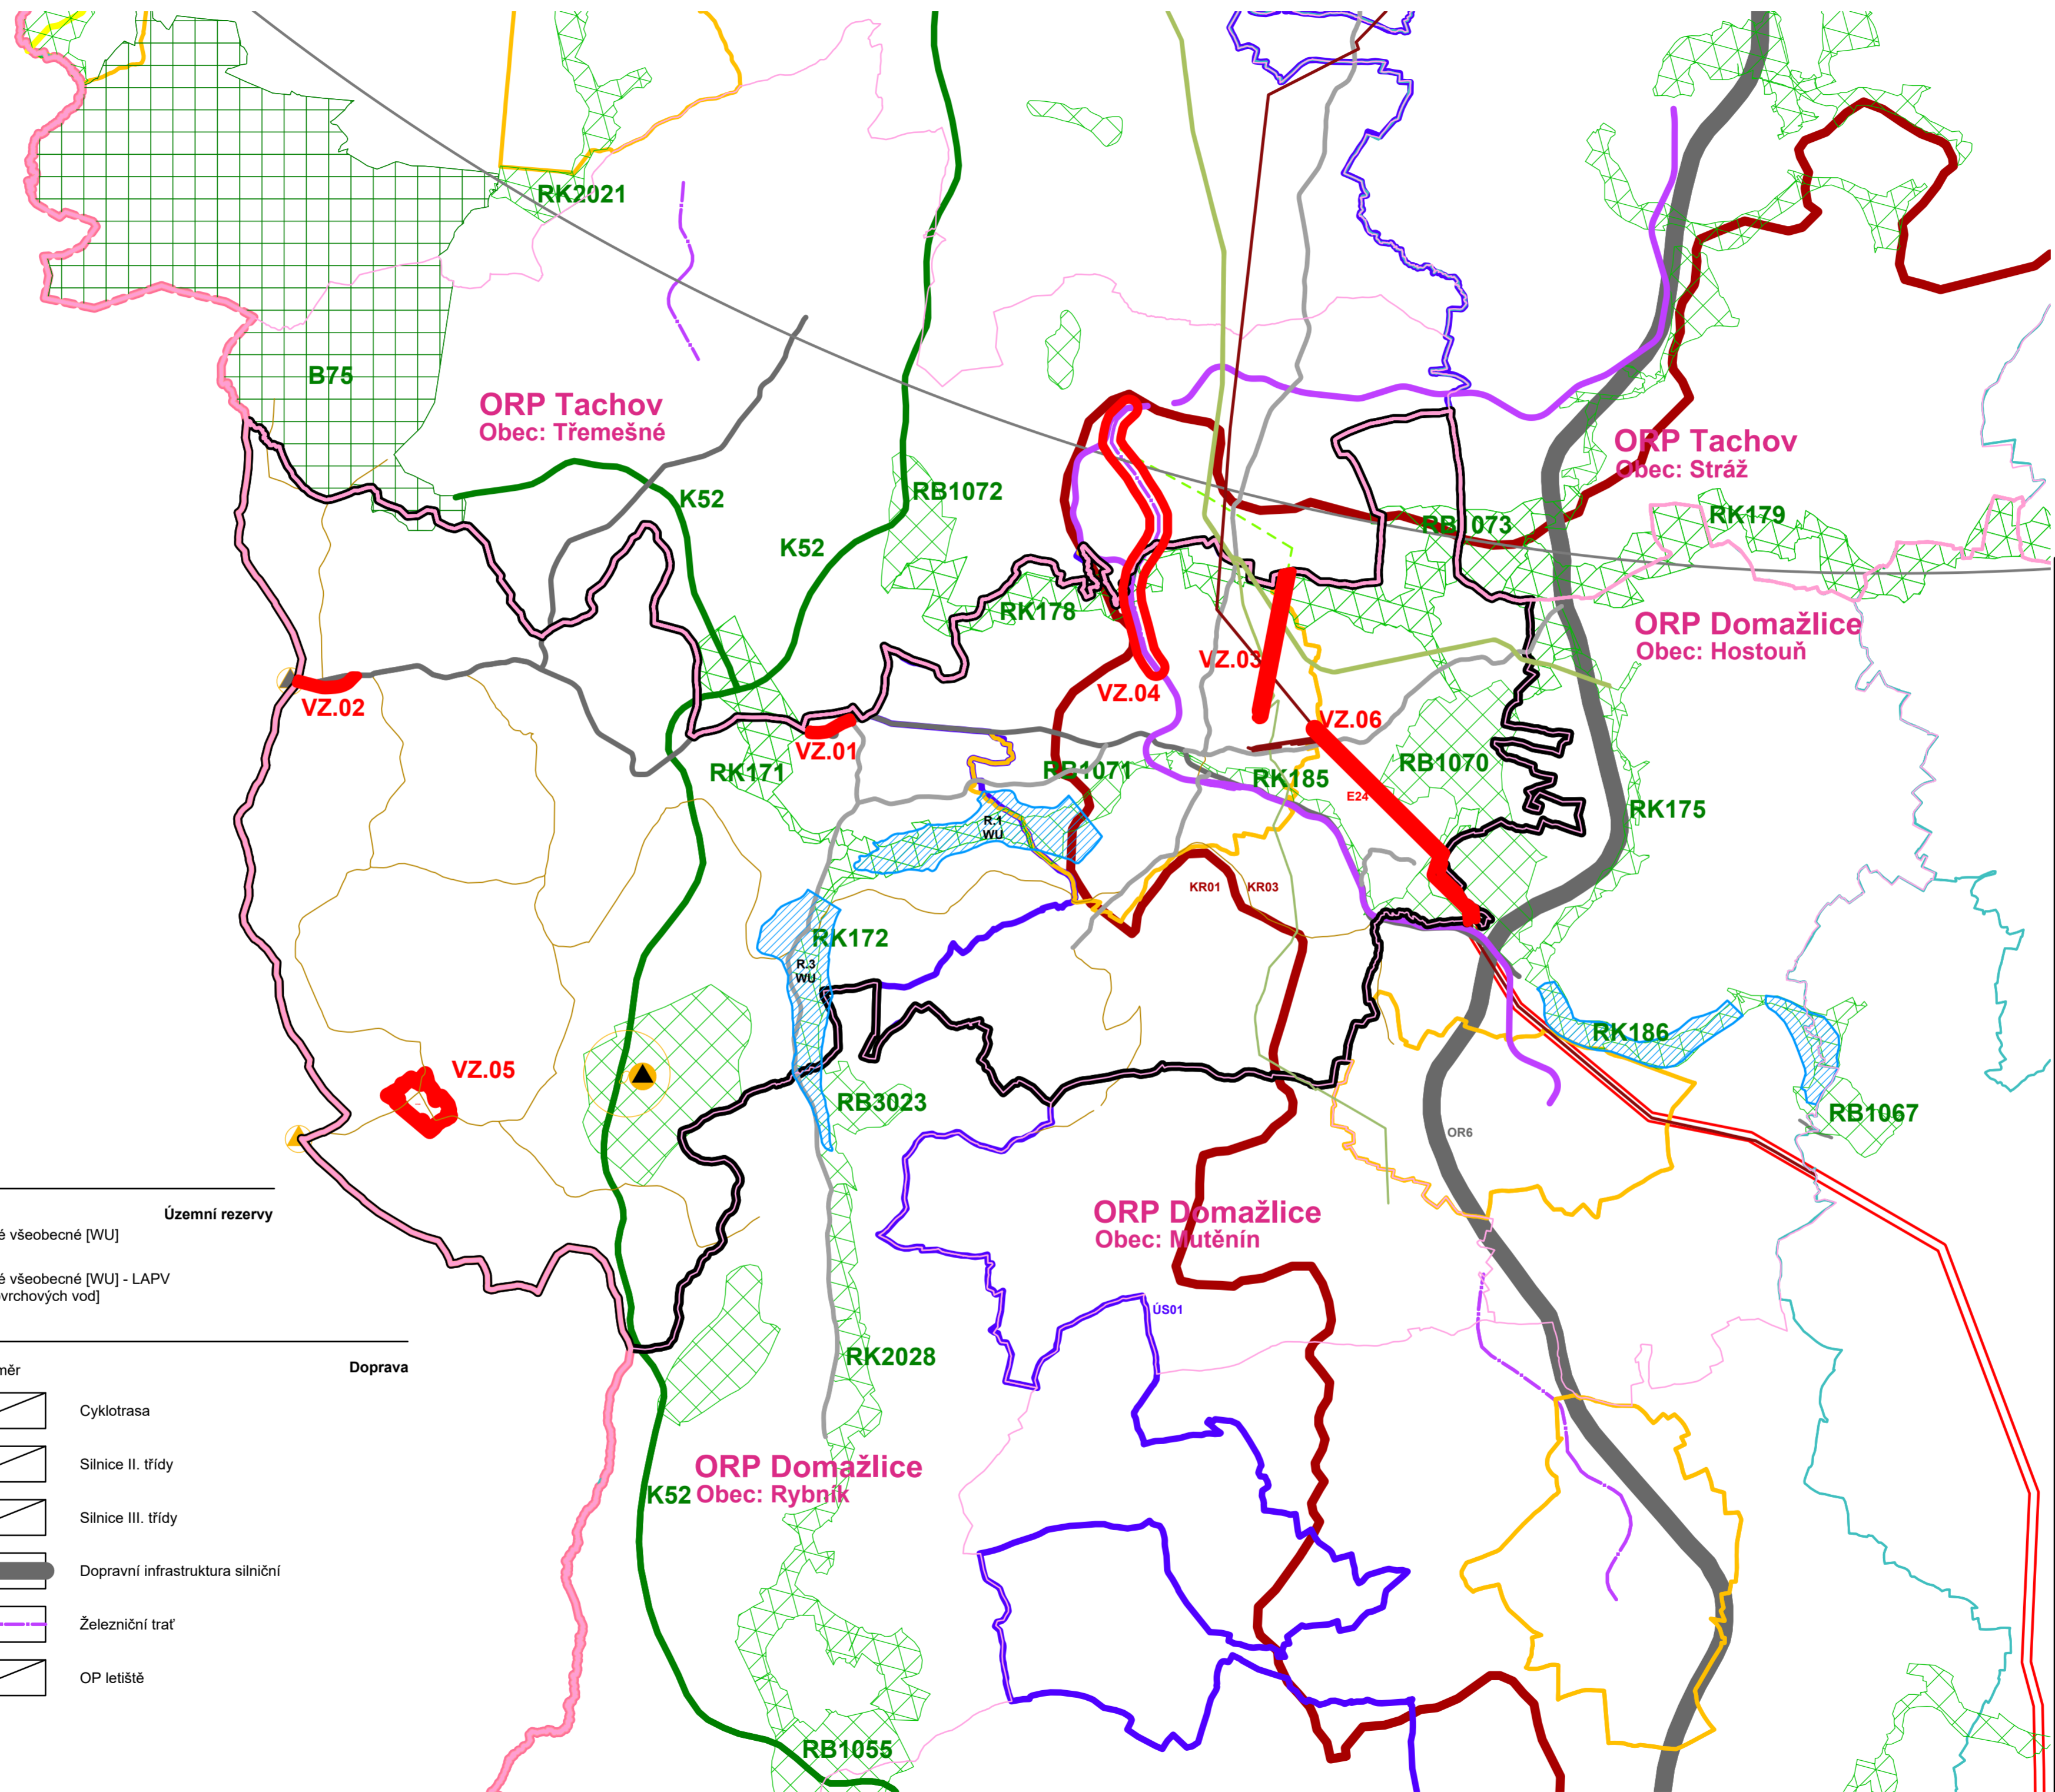 RK2021
B75
ORP Tachov
Obec: Třemešné
ORP Tachov
Obec: Stráž
K52
RB1072
K52
RB1073
RK179
RK178
ORP Domažlice
Obec: Hostouň
VZ.03
VZ.04
VZ.02
VZ.06
VZ.01
RK171
RB1071
RK185
RB1070
E24
RK175
R.1
WU
KR01
KR03
RK172
R.3
WU
RK186
VZ.05
RB3023
RB1067
OR6
Územní rezervy
é všeobecné [WU]
é všeobecné [WU] - LAPV
ovrchových vod]
ORP Domažlice
Obec: Mutěnín
ÚS01
RK2028
měr
Doprava
Cyklotrasa
Silnice II. třídy
ORP Domažlice
K52
Obec: Rybník
Silnice III. třídy
Dopravní infrastruktura silniční
Železniční trať
OP letiště
RB1055